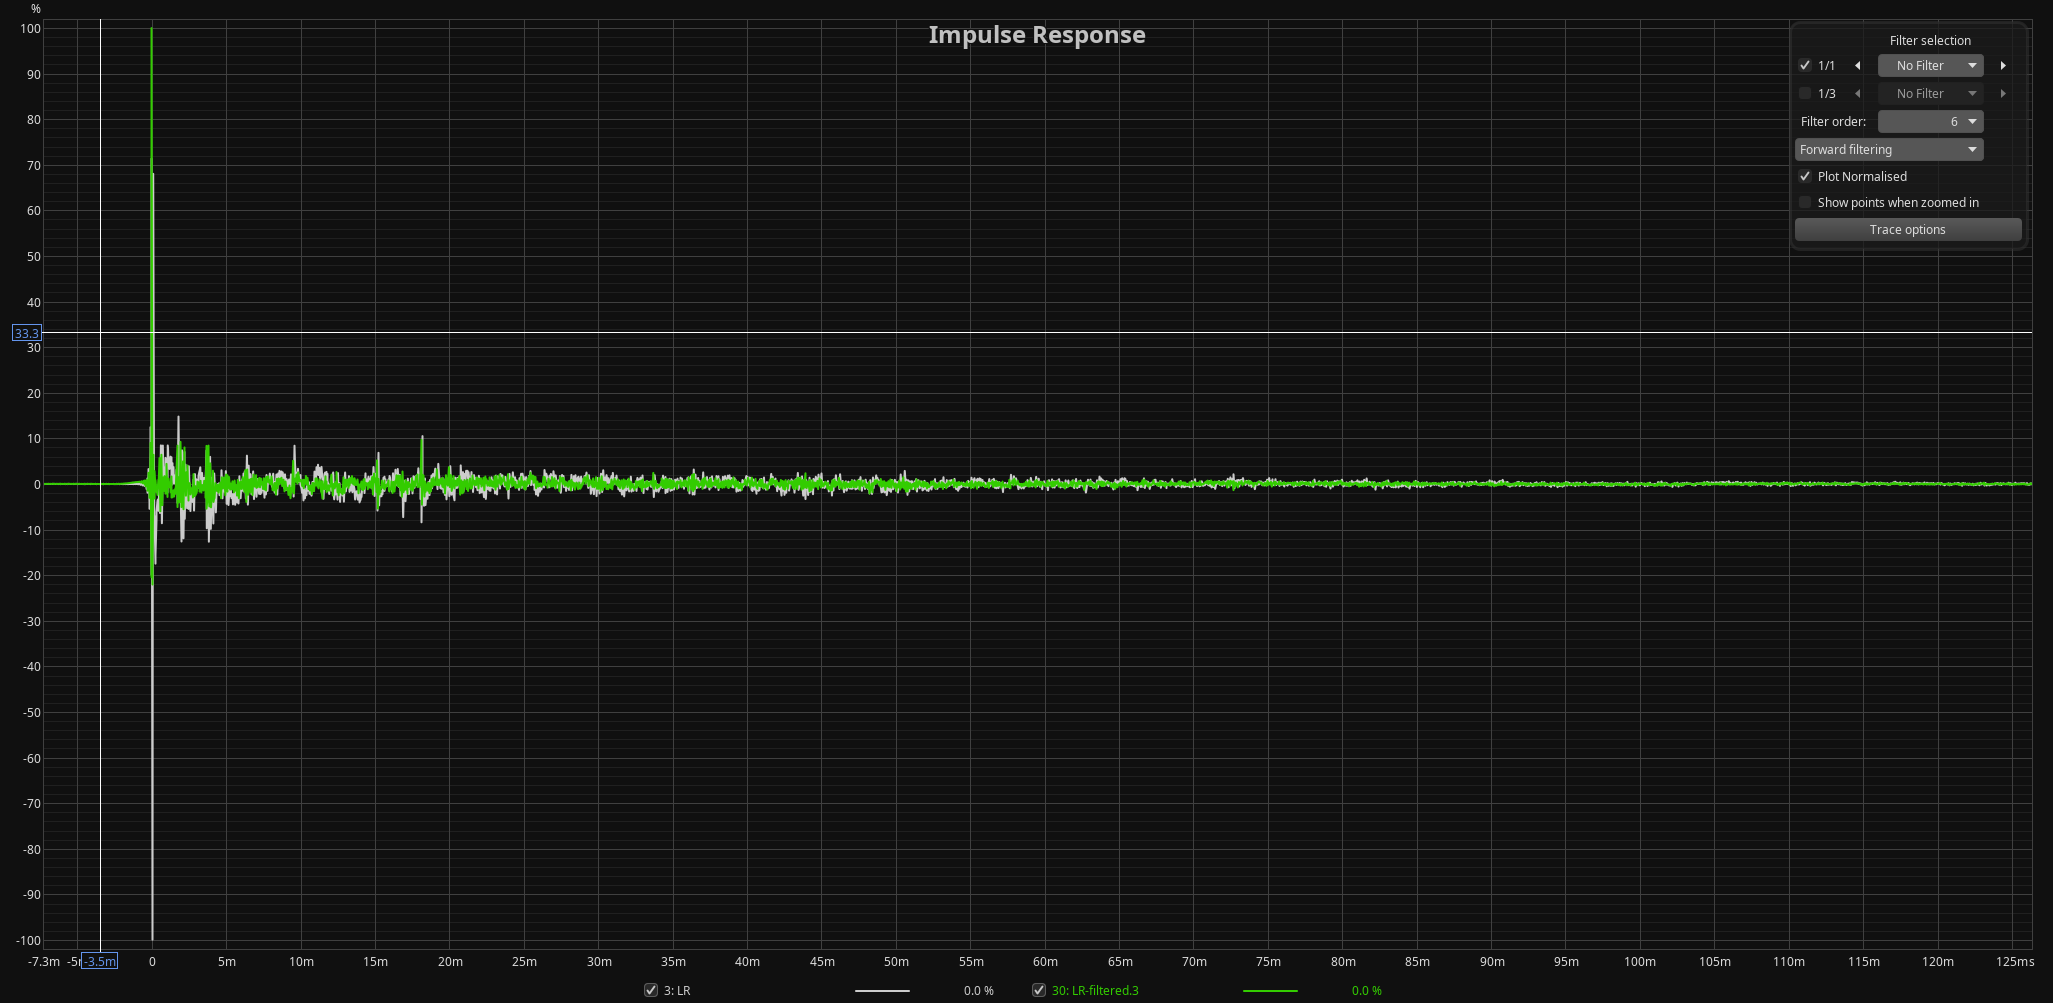 %
Impulse Response
100
90
80
70
60
50
40
33.3
30
20
10
0
-10
-20
-30
-40
-50
-60
-70
-80
-90
-100
Filter selection
1/1 No Filter
1/3 No Filter
Filter order: 6
Forward filtering
Plot Normalised
Show points when zoomed in
Trace options
-7.3m -3.5m 0 5m 10m 15m 20m 25m 30m 35m 40m 45m 50m 55m 60m 65m 70m 75m 80m 85m 90m 95m 100m 105m 110m 115m 120m 125ms
3: LR 0.0 % 30: LR-filtered.3 0.0 %